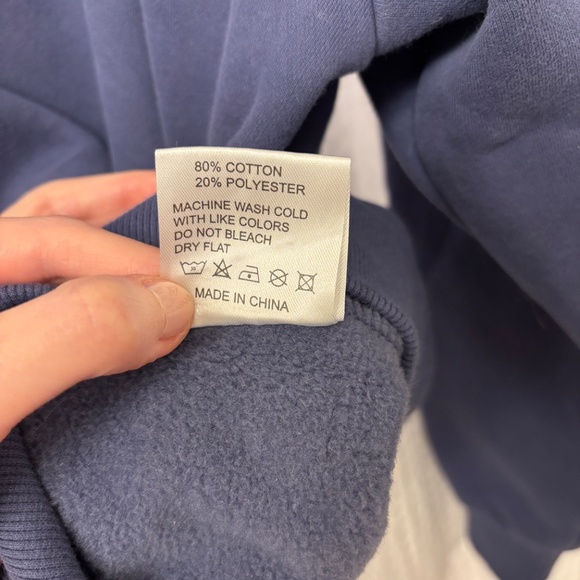 80% COTTON
20% POLYESTER
MACHINE WASH COLD
WITH LIKE COLORS
DO NOT BLEACH
DRY FLAT
MADE IN CHINA